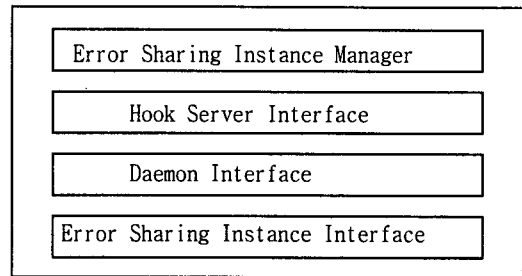 Error Sharing Instance Manager
Hook Server Interface
Daemon Interface
Error Sharing Instance Interface